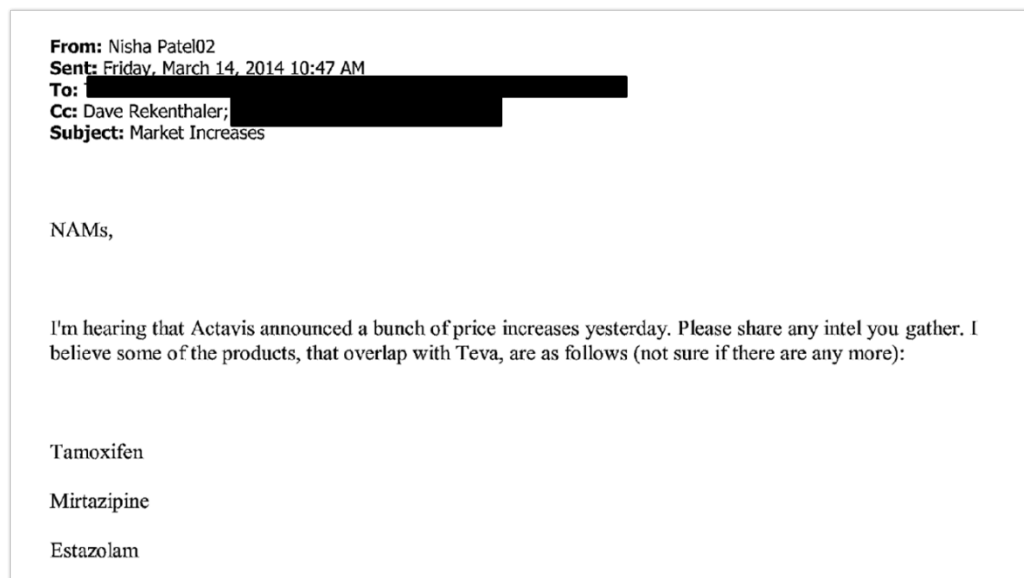 From: Nisha Patel02
Sent: Friday, March 14, 2014 10:47 AM
To:
Cc: Dave Rekenthaler;
Subject: Market Increases
NAMs,
I'm hearing that Actavis announced a bunch of price increases yesterday. Please share any intel you gather. I
believe some of the products, that overlap with Teva, are as follows (not sure if there are any more):
Tamoxifen
Mirtazipine
Estazolam